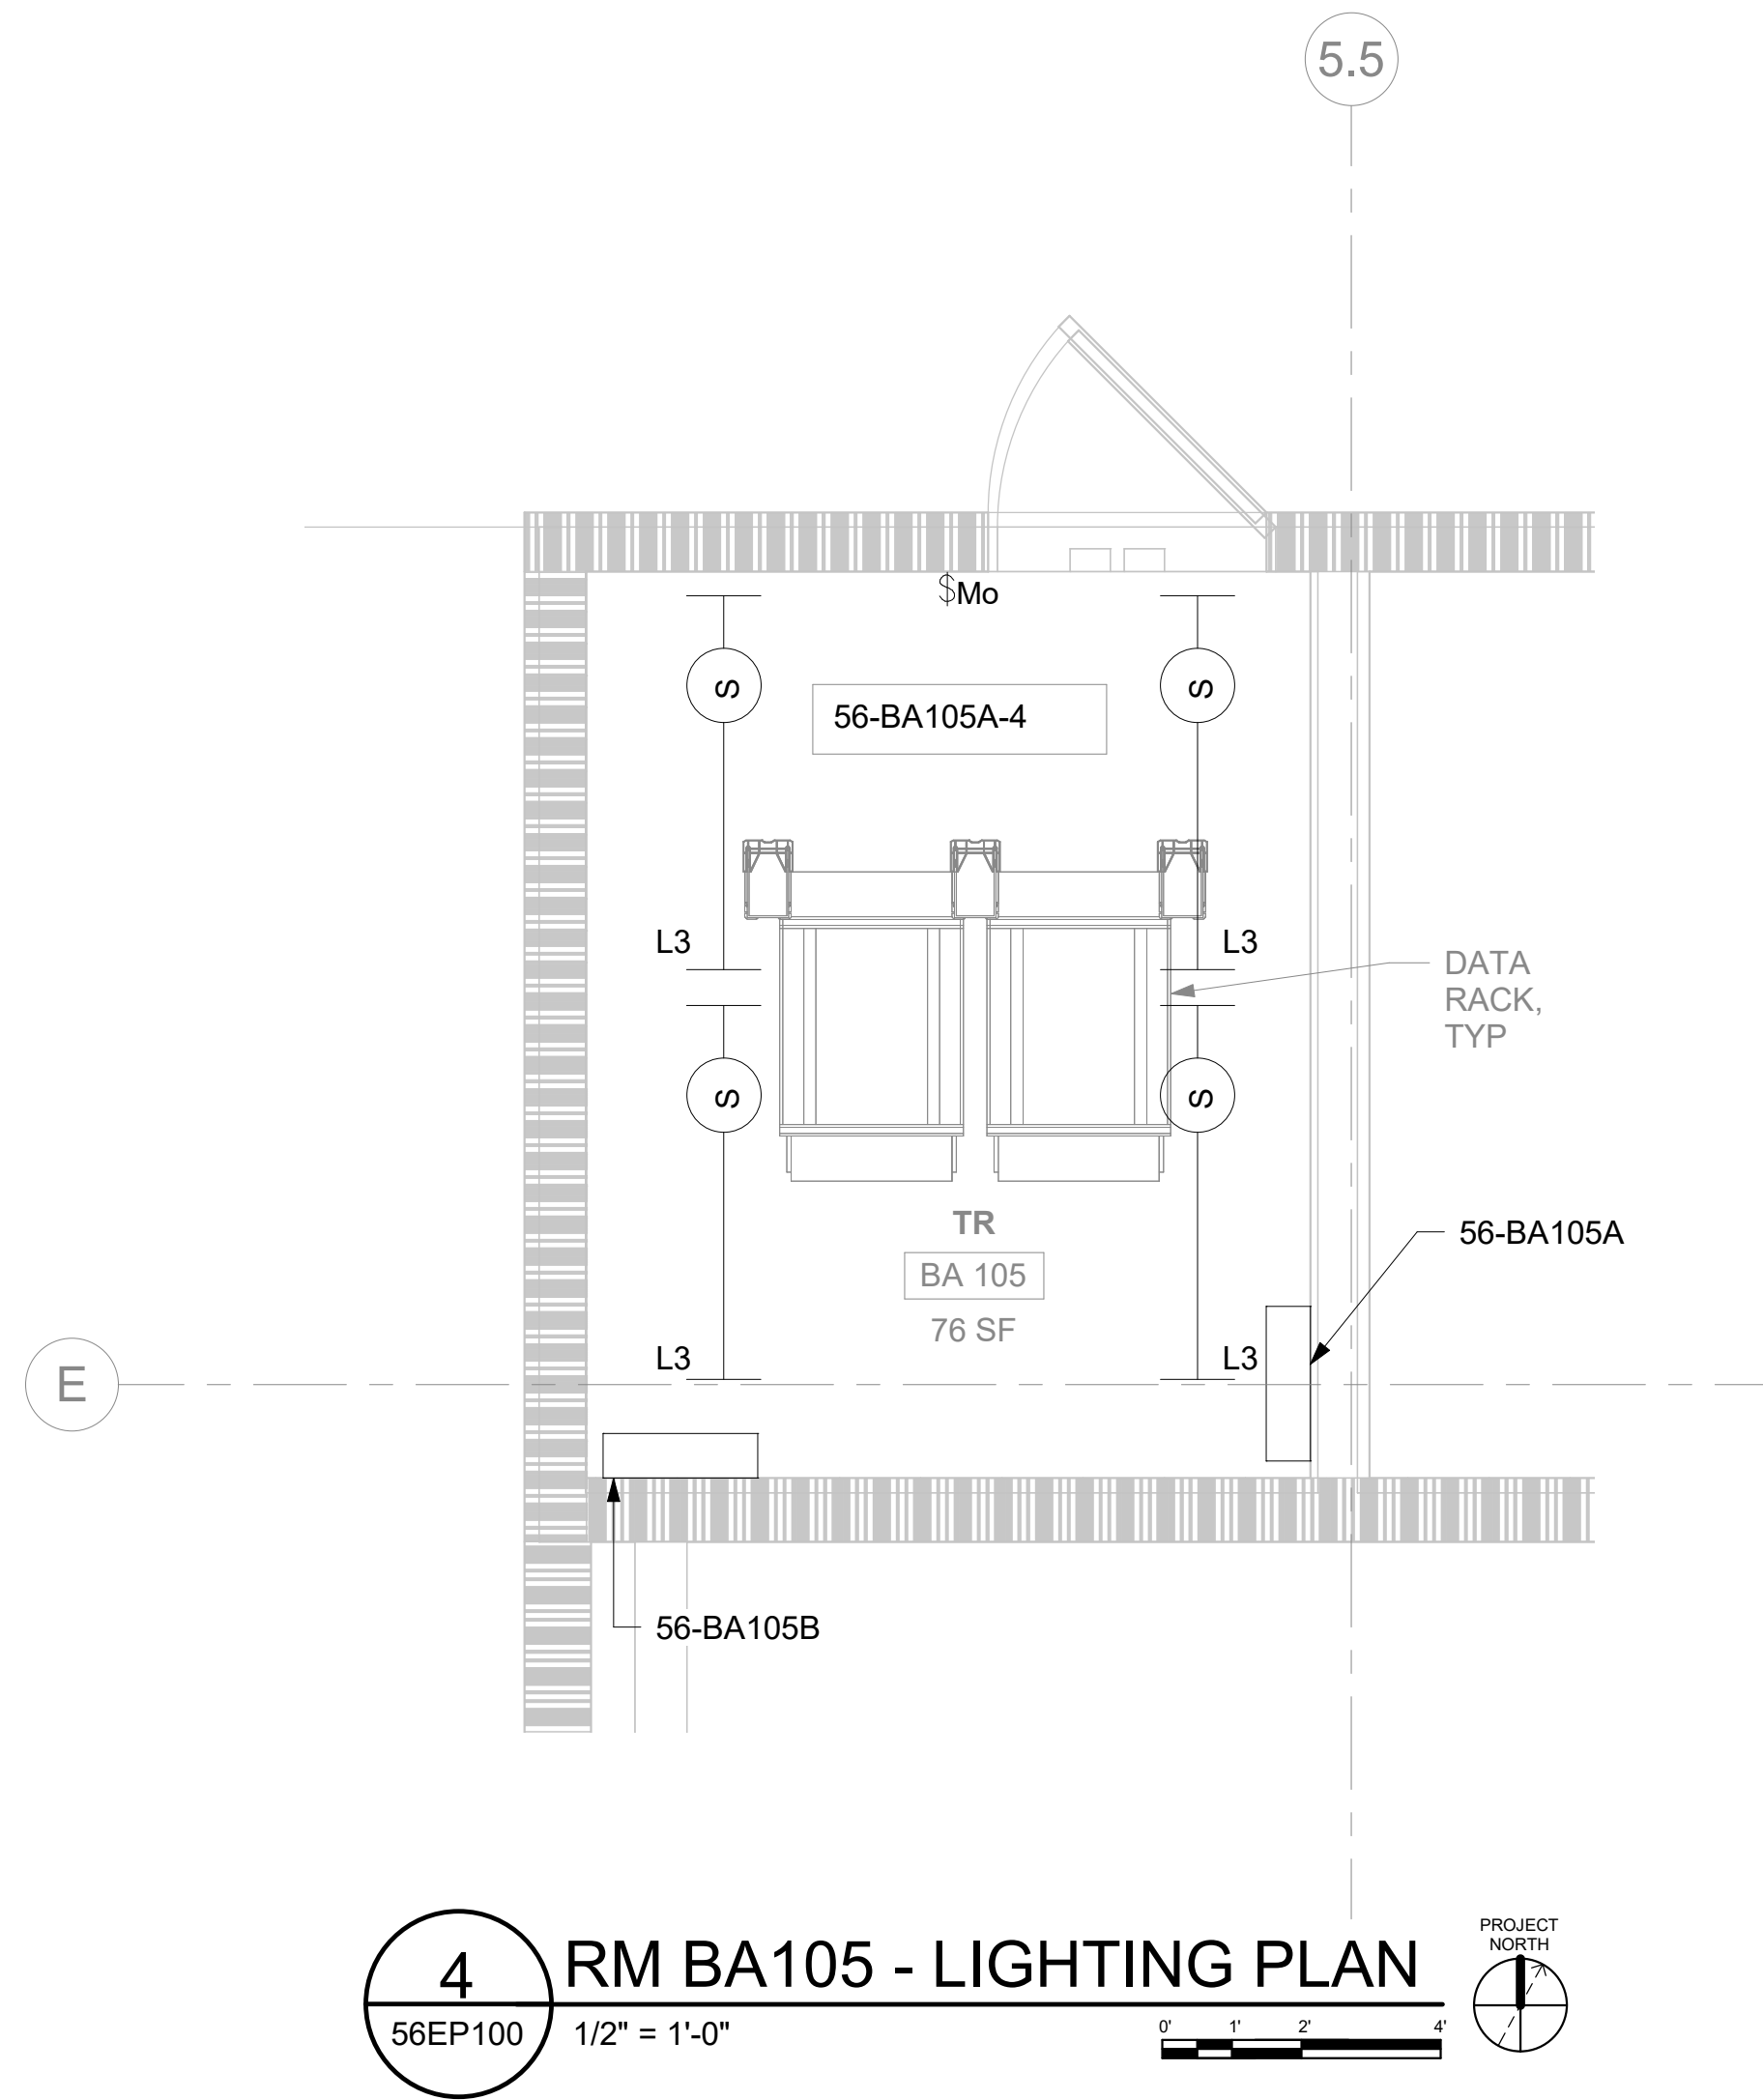 5.5
$Mo
S
S
56-BA105A-4
L3
L3
DATA
RACK,
TYP
S
S
TR
BA 105
76 SF
56-BA105A
L3
L3
E
56-BA105B
4
56EP100
RM BA105 - LIGHTING PLAN
1/2" = 1'-0"
0' 1' 2' 4'
PROJECT
NORTH